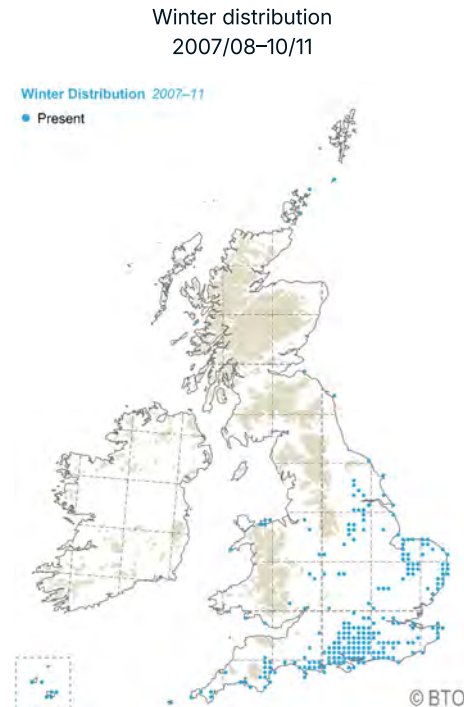 Winter distribution
2007/08–10/11
Winter Distribution 2007–11
Present
© BTO